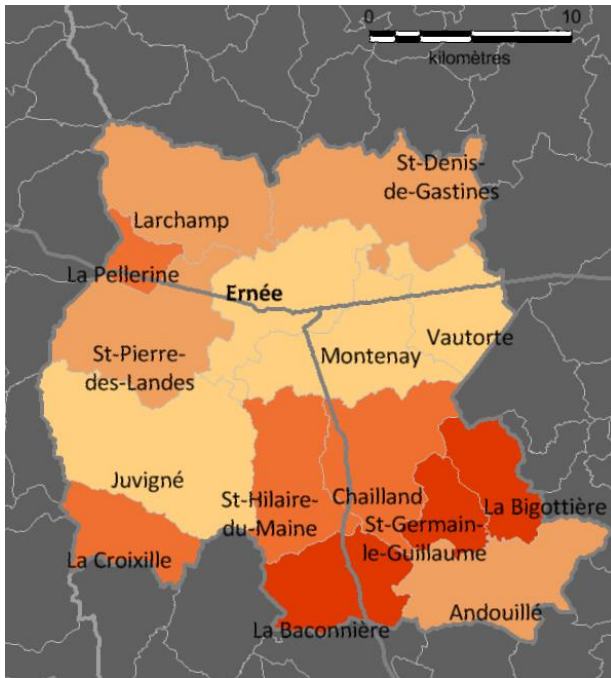 0 10
kilomètres
St-Denis-
de-Gastines
Larchamp
La Pellerine
Ernée
Vautorte
Montenay
St-Pierre-
des-Landes
Juvigné
St-Hilaire-
du-Maine
Chailland
La Bigottière
St-Germain-
le-Guillaume
La Croixille
Andouillé
La Baconnière